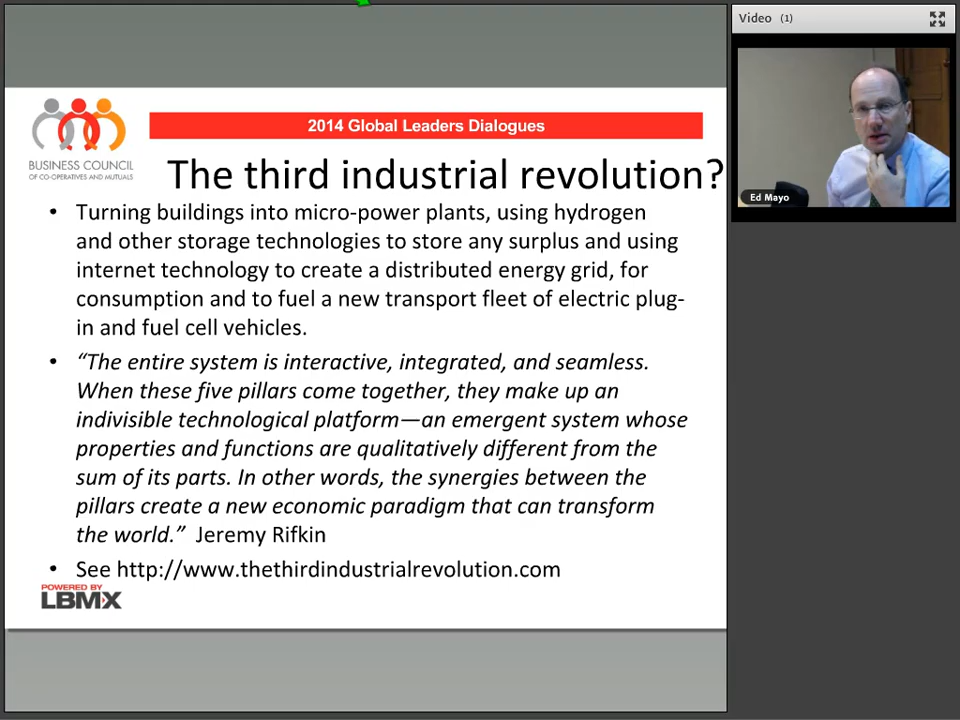 Video (1)
Ed Mayo
BUSINESS COUNCIL
OF CO-OPERATIVES AND MUTUALS
2014 Global Leaders Dialogues
The third industrial revolution?
• Turning buildings into micro-power plants, using hydrogen
and other storage technologies to store any surplus and using
internet technology to create a distributed energy grid, for
consumption and to fuel a new transport fleet of electric plug-
in and fuel cell vehicles.
• “The entire system is interactive, integrated, and seamless.
When these five pillars come together, they make up an
indivisible technological platform—an emergent system whose
properties and functions are qualitatively different from the
sum of its parts. In other words, the synergies between the
pillars create a new economic paradigm that can transform
the world.” Jeremy Rifkin
• See http://www.thethirdindustrialrevolution.com
POWERED BY
LBMX